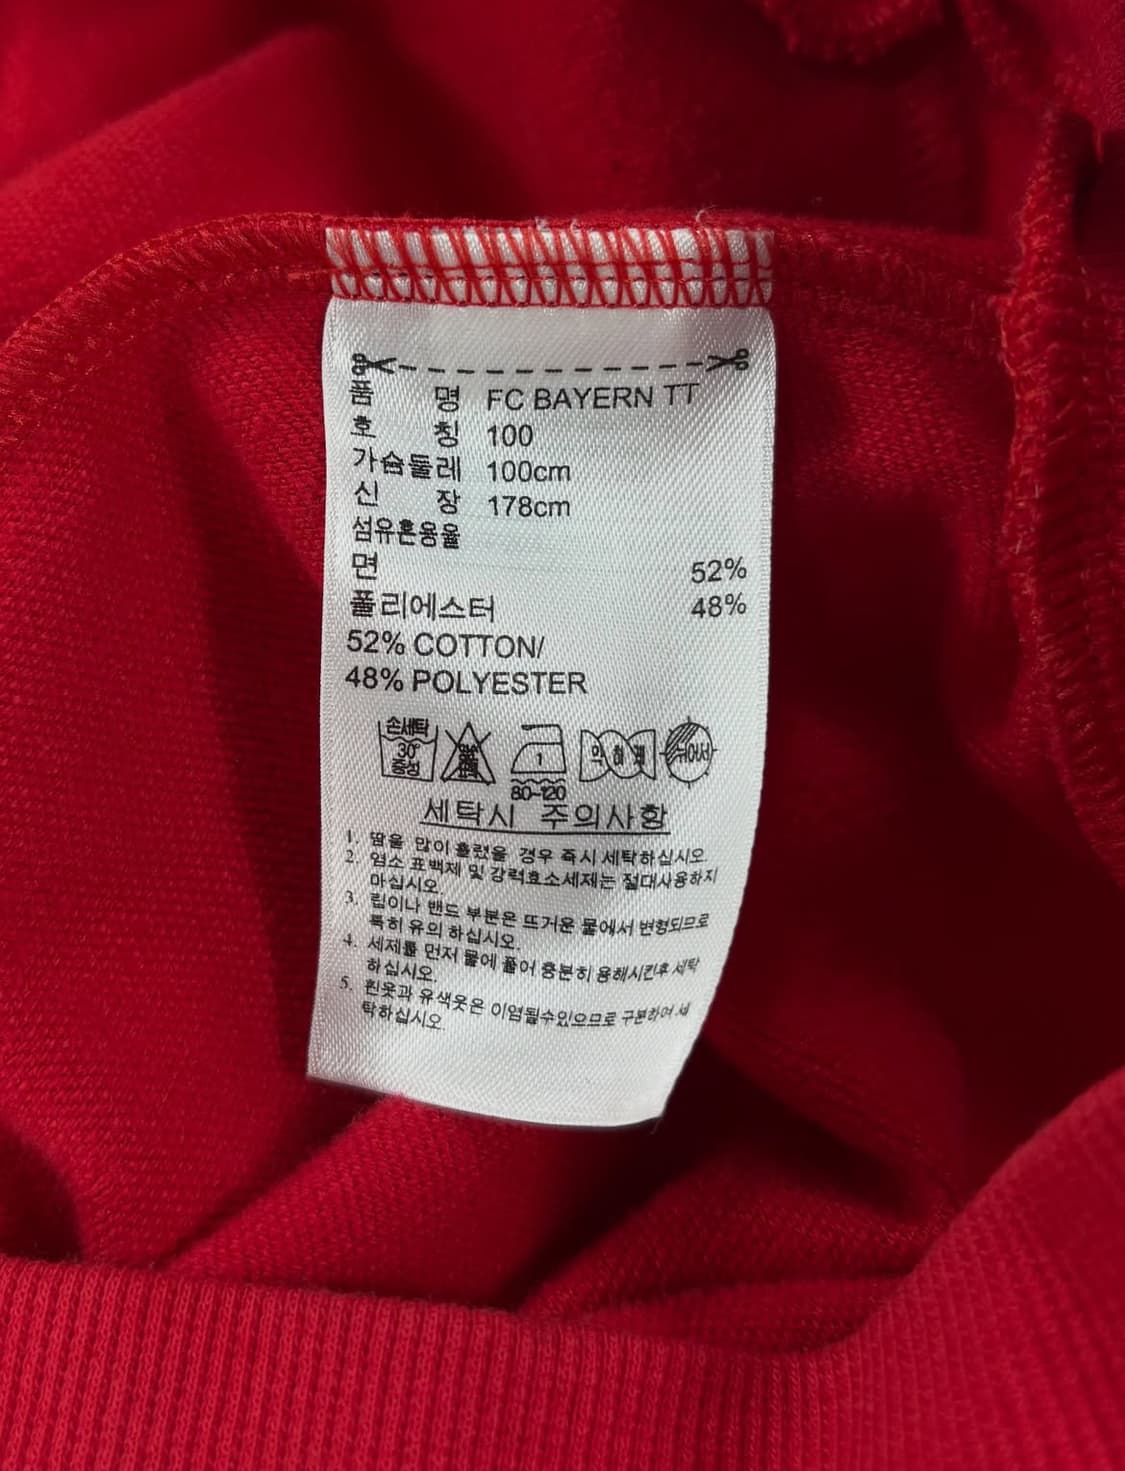 품 명 FC BAYERN TT
호 칭 100
가슴둘레 100cm
신 장 178cm
섬유혼용율
면 52%
폴리에스터 48%
52% COTTON/
48% POLYESTER
손세탁
30°
중성
1
80~120
약하게
뉘어서
세탁시 주의사항
1. 땀을 많이 흘렸을 경우 즉시 세탁하십시오.
2. 염소 표백제 및 강력효소세제는 절대사용하지
마십시오.
3. 립이나 밴드 부분은 뜨거운 물에서 변형되므로
특히 유의 하십시오.
4. 세제를 먼저 물에 풀어 충분히 용해시킨후 세탁
하십시오.
5. 흰옷과 유색옷은 이염될수있으므로 구분하여 세
탁하십시오.